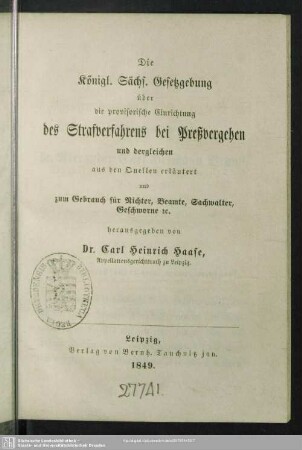 Die
Königl. Sächs. Gesetzgebung
über
die provisorische Einrichtung
des Strafverfahrens bei Preßvergehen
und dergleichen
aus den Quellen erläutert
und
zum Gebrauch für Richter, Beamte, Sachwalter,
Geschworne ꝛc.
herausgegeben von
Dr. Carl Heinrich Haase,
Appellationsgerichtsrath zu Leipzig.
Leipzig,
Verlag von Bernh. Tauchnitz jun.
1849.